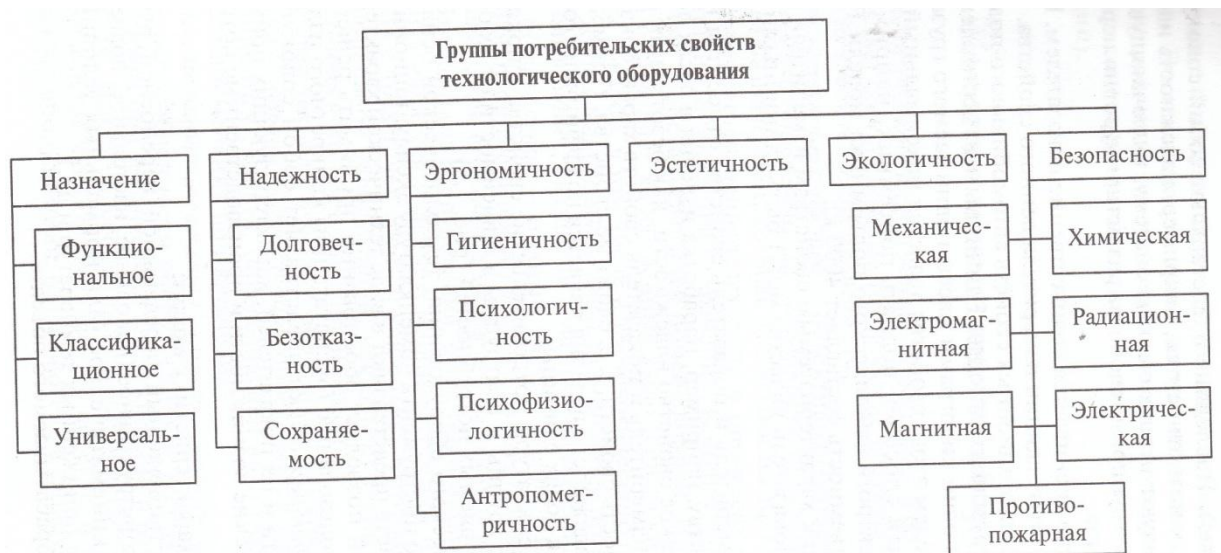 Группы потребительских свойств
технологического оборудования
Назначение
Надежность
Эргономичность
Эстетичность
Экологичность
Безопасность
Функцио-
нальное
Классифика-
ционное
Универсаль-
ное
Долговеч-
ность
Безотказ-
ность
Сохраняе-
мость
Гигиеничность
Психологич-
ность
Психофизио-
логичность
Антропомет-
ричность
Механичес-
кая
Электромаг-
нитная
Магнитная
Химическая
Радиацион-
ная
Электричес-
кая
Противо-
пожарная